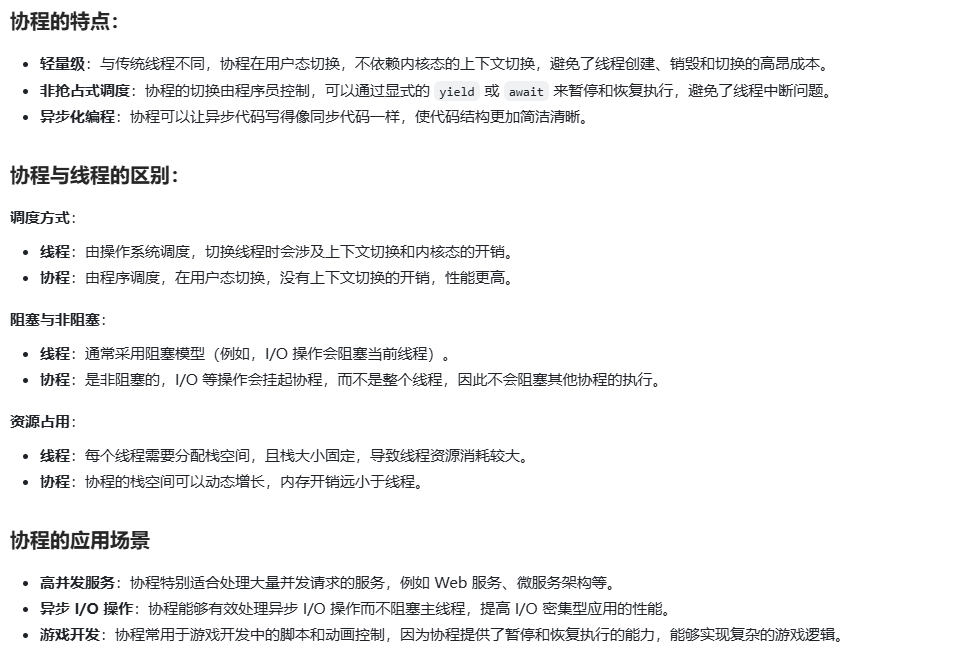 协程的特点：
轻量级：与传统线程不同，协程在用户态切换，不依赖内核态的上下文切换，避免了线程创建、销毁和切换的高昂成本。
非抢占式调度：协程的切换由程序员控制，可以通过显式的 yield 或 await 来暂停和恢复执行，避免了线程中断问题。
异步化编程：协程可以让异步代码写得像同步代码一样，使代码结构更加简洁清晰。
协程与线程的区别：
调度方式：
线程：由操作系统调度，切换线程时会涉及上下文切换和内核态的开销。
协程：由程序调度，在用户态切换，没有上下文切换的开销，性能更高。
阻塞与非阻塞：
线程：通常采用阻塞模型（例如，I/O 操作会阻塞当前线程）。
协程：是非阻塞的，I/O 等操作会挂起协程，而不是整个线程，因此不会阻塞其他协程的执行。
资源占用：
线程：每个线程需要分配栈空间，且栈大小固定，导致线程资源消耗较大。
协程：协程的栈空间可以动态增长，内存开销远小于线程。
协程的应用场景
高并发服务：协程特别适合处理大量并发请求的服务，例如 Web 服务、微服务架构等。
异步 I/O 操作：协程能够有效处理异步 I/O 操作而不阻塞主线程，提高 I/O 密集型应用的性能。
游戏开发：协程常用于游戏开发中的脚本和动画控制，因为协程提供了暂停和恢复执行的能力，能够实现复杂的游戏逻辑。